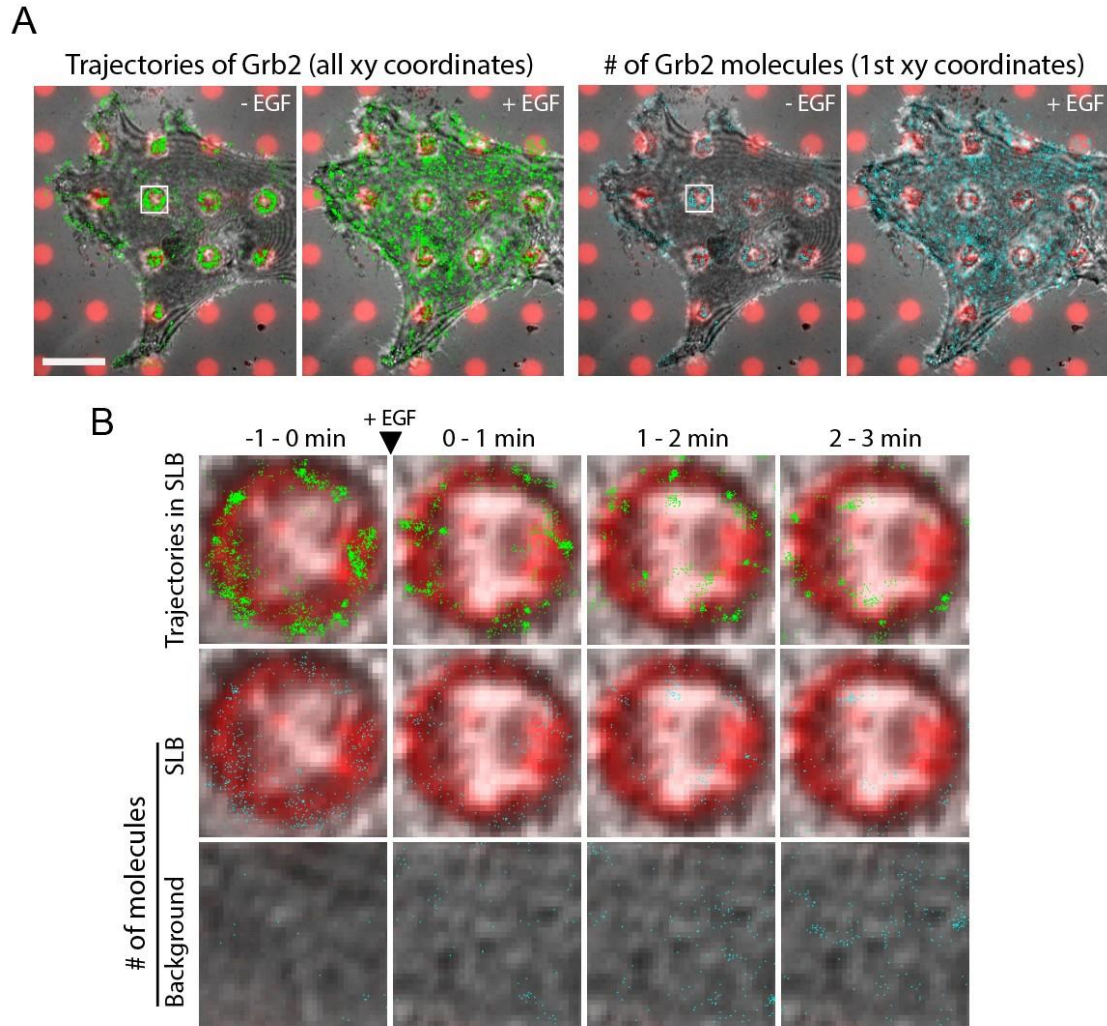 A
Trajectories of Grb2 (all xy coordinates)
# of Grb2 molecules (1st xy coordinates)
- EGF
+ EGF
- EGF
+ EGF
B
+ EGF
-1 - 0 min
0 - 1 min
1 - 2 min
2 - 3 min
Trajectories in SLB
# of molecules
SLB
Background